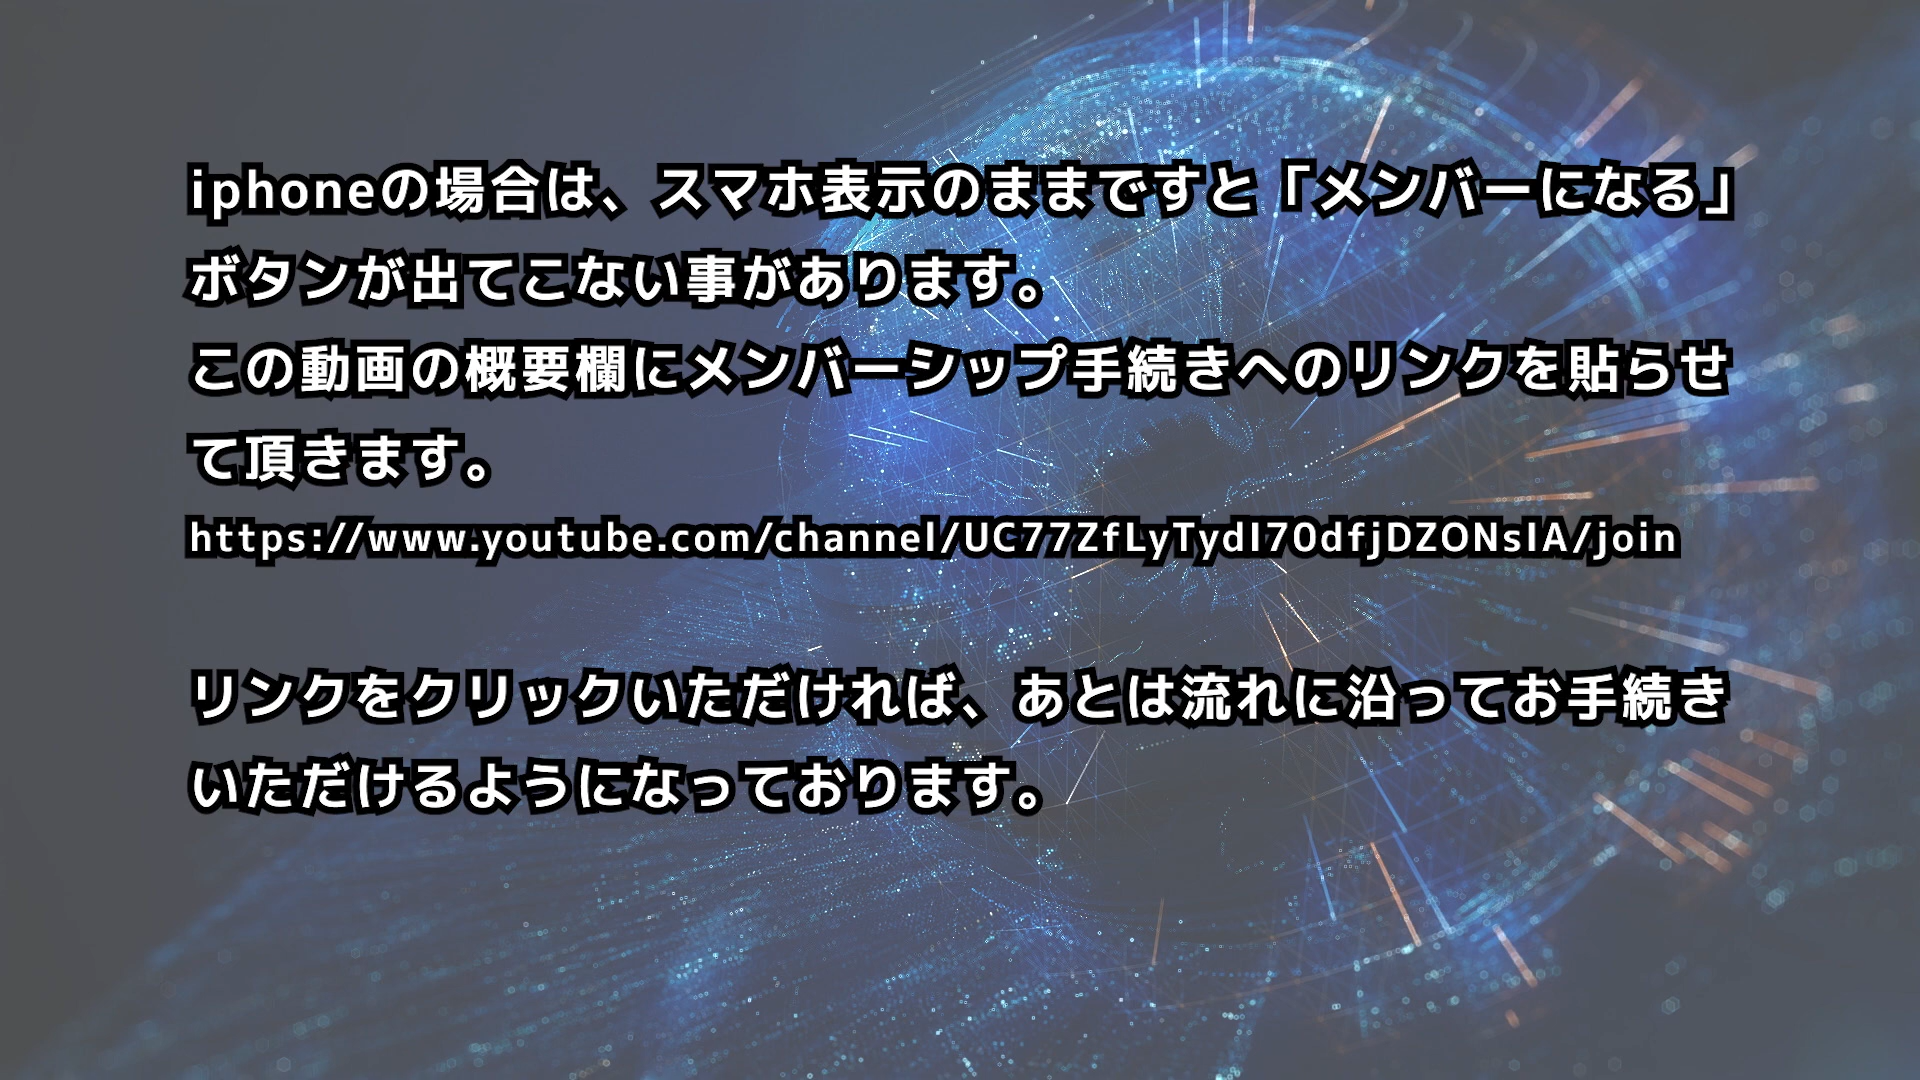 iphoneの場合は、スマホ表示のままですと「メンバーになる」
ボタンが出てこない事があります。
この動画の概要欄にメンバーシップ手続きへのリンクを貼らせ
て頂きます。
https://www.youtube.com/channel/UC77ZfLyTydI70dfjDZONsIA/join
リンクをクリックいただければ、あとは流れに沿ってお手続き
いただけるようになっております。